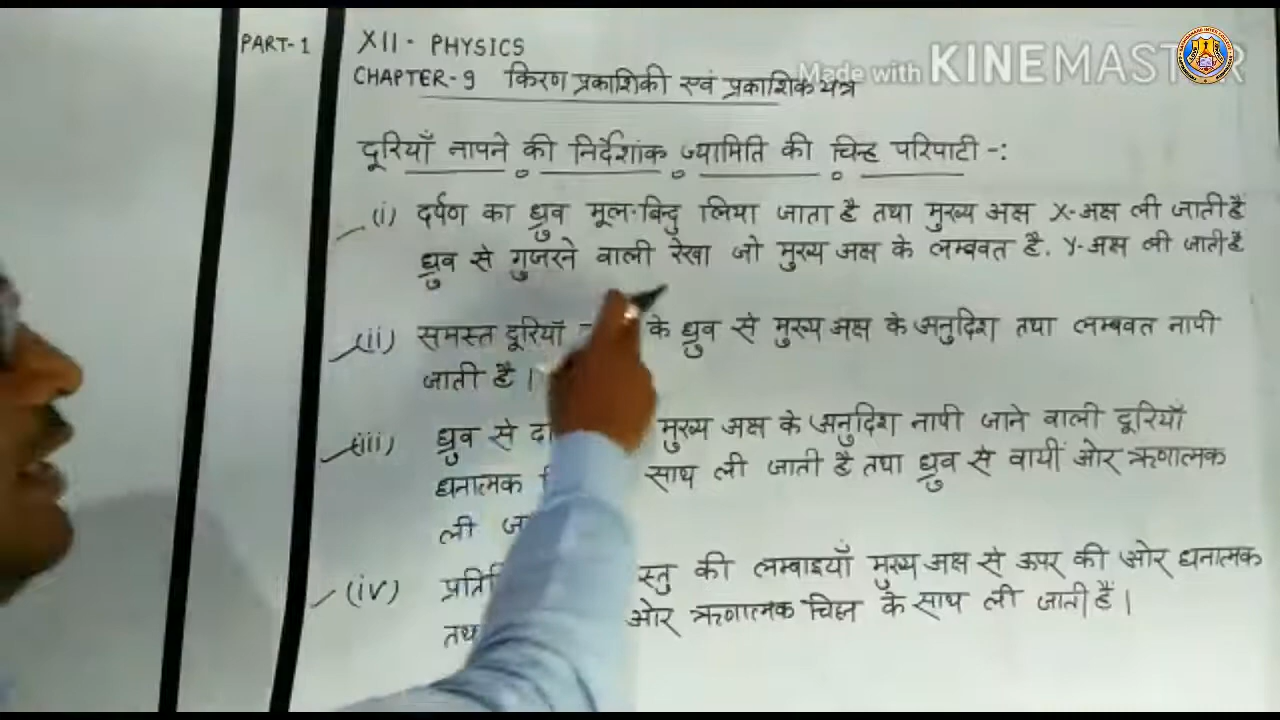 PART-1
XII - PHYSICS
Made with KINEMASTER
CHAPTER-9 किरण प्रकाशिकी एवं प्रकाशिक यंत्र
दूरियाँ नापने की निर्देशांक ज्यामिति की चिन्ह परिपाटी -:
(i) दर्पण का ध्रुव मूल-बिन्दु लिया जाता है तथा मुख्य अक्ष X-अक्ष ली जाती है
ध्रुव से गुजरने वाली रेखा जो मुख्य अक्ष के लम्बवत है. Y-अक्ष ली जाती है
(ii) समस्त दूरियाँ के ध्रुव से मुख्य अक्ष के अनुदिश तथा लम्बवत नापी
जाती है।
(iii) ध्रुव से मुख्य अक्ष के अनुदिश नापी जाने वाली दूरियाँ
धनात्मक साथ ली जाती है तथा ध्रुव से वायीं ओर ऋणात्मक
ली
(iv) की लम्बाइयाँ मुख्य अक्ष से ऊपर की ओर धनात्मक
ओर ऋणात्मक चिह्न के साथ ली जाती है।